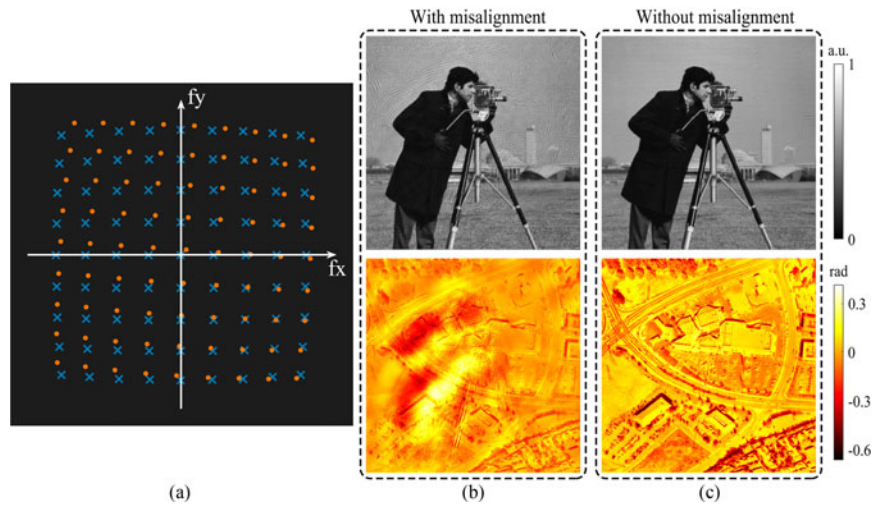 With misalignment
Without misalignment
a.u.
1
0
fy
fx
rad
0.3
0
-0.3
-0.6
(a)
(b)
(c)